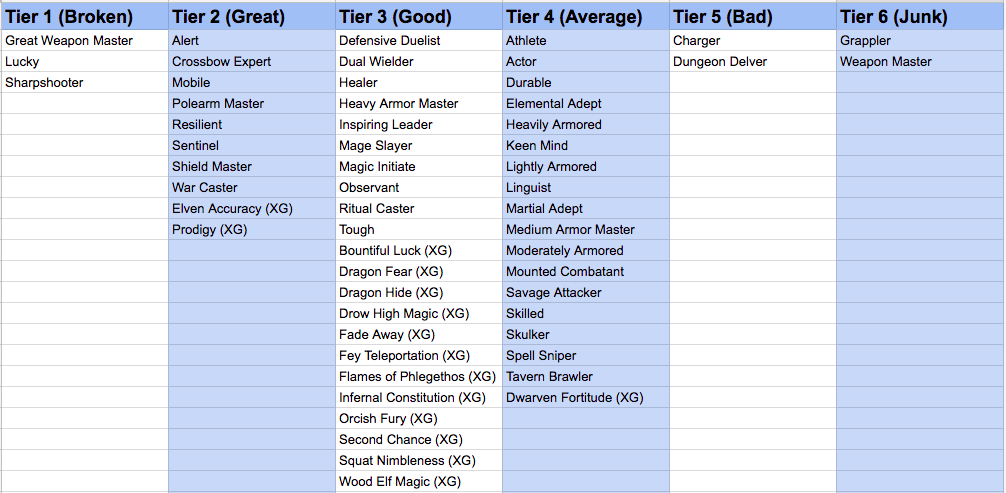 Tier 1 (Broken) Tier 2 (Great) Tier 3 (Good) Tier 4 (Average) Tier 5 (Bad) Tier 6 (Junk)
Great Weapon Master Alert Defensive Duelist Athlete Charger Grappler
Lucky Crossbow Expert Dual Wielder Actor Dungeon Delver Weapon Master
Sharpshooter Mobile Healer Durable
Polearm Master Heavy Armor Master Elemental Adept
Resilient Inspiring Leader Heavily Armored
Sentinel Mage Slayer Keen Mind
Shield Master Magic Initiate Lightly Armored
War Caster Observant Linguist
Elven Accuracy (XG) Ritual Caster Martial Adept
Prodigy (XG) Tough Medium Armor Master
Bountiful Luck (XG) Moderately Armored
Dragon Fear (XG) Mounted Combatant
Dragon Hide (XG) Savage Attacker
Drow High Magic (XG) Skilled
Fade Away (XG) Skulker
Fey Teleportation (XG) Spell Sniper
Flames of Phlegethos (XG) Tavern Brawler
Infernal Constitution (XG) Dwarven Fortitude (XG)
Orcish Fury (XG)
Second Chance (XG)
Squat Nimbleness (XG)
Wood Elf Magic (XG)